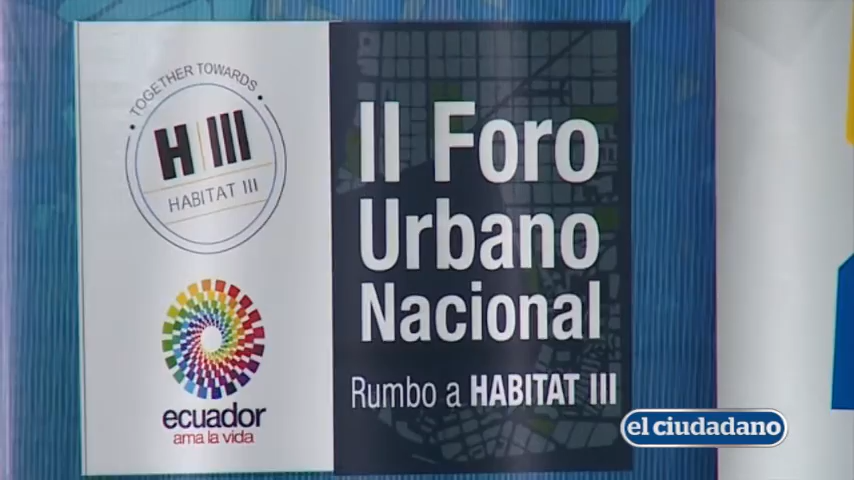 TOGETHER TOWARDS
H III
HABITAT III
ecuador
ama la vida
II Foro
Urbano
Nacional
Rumbo a HABITAT III
el ciudadano